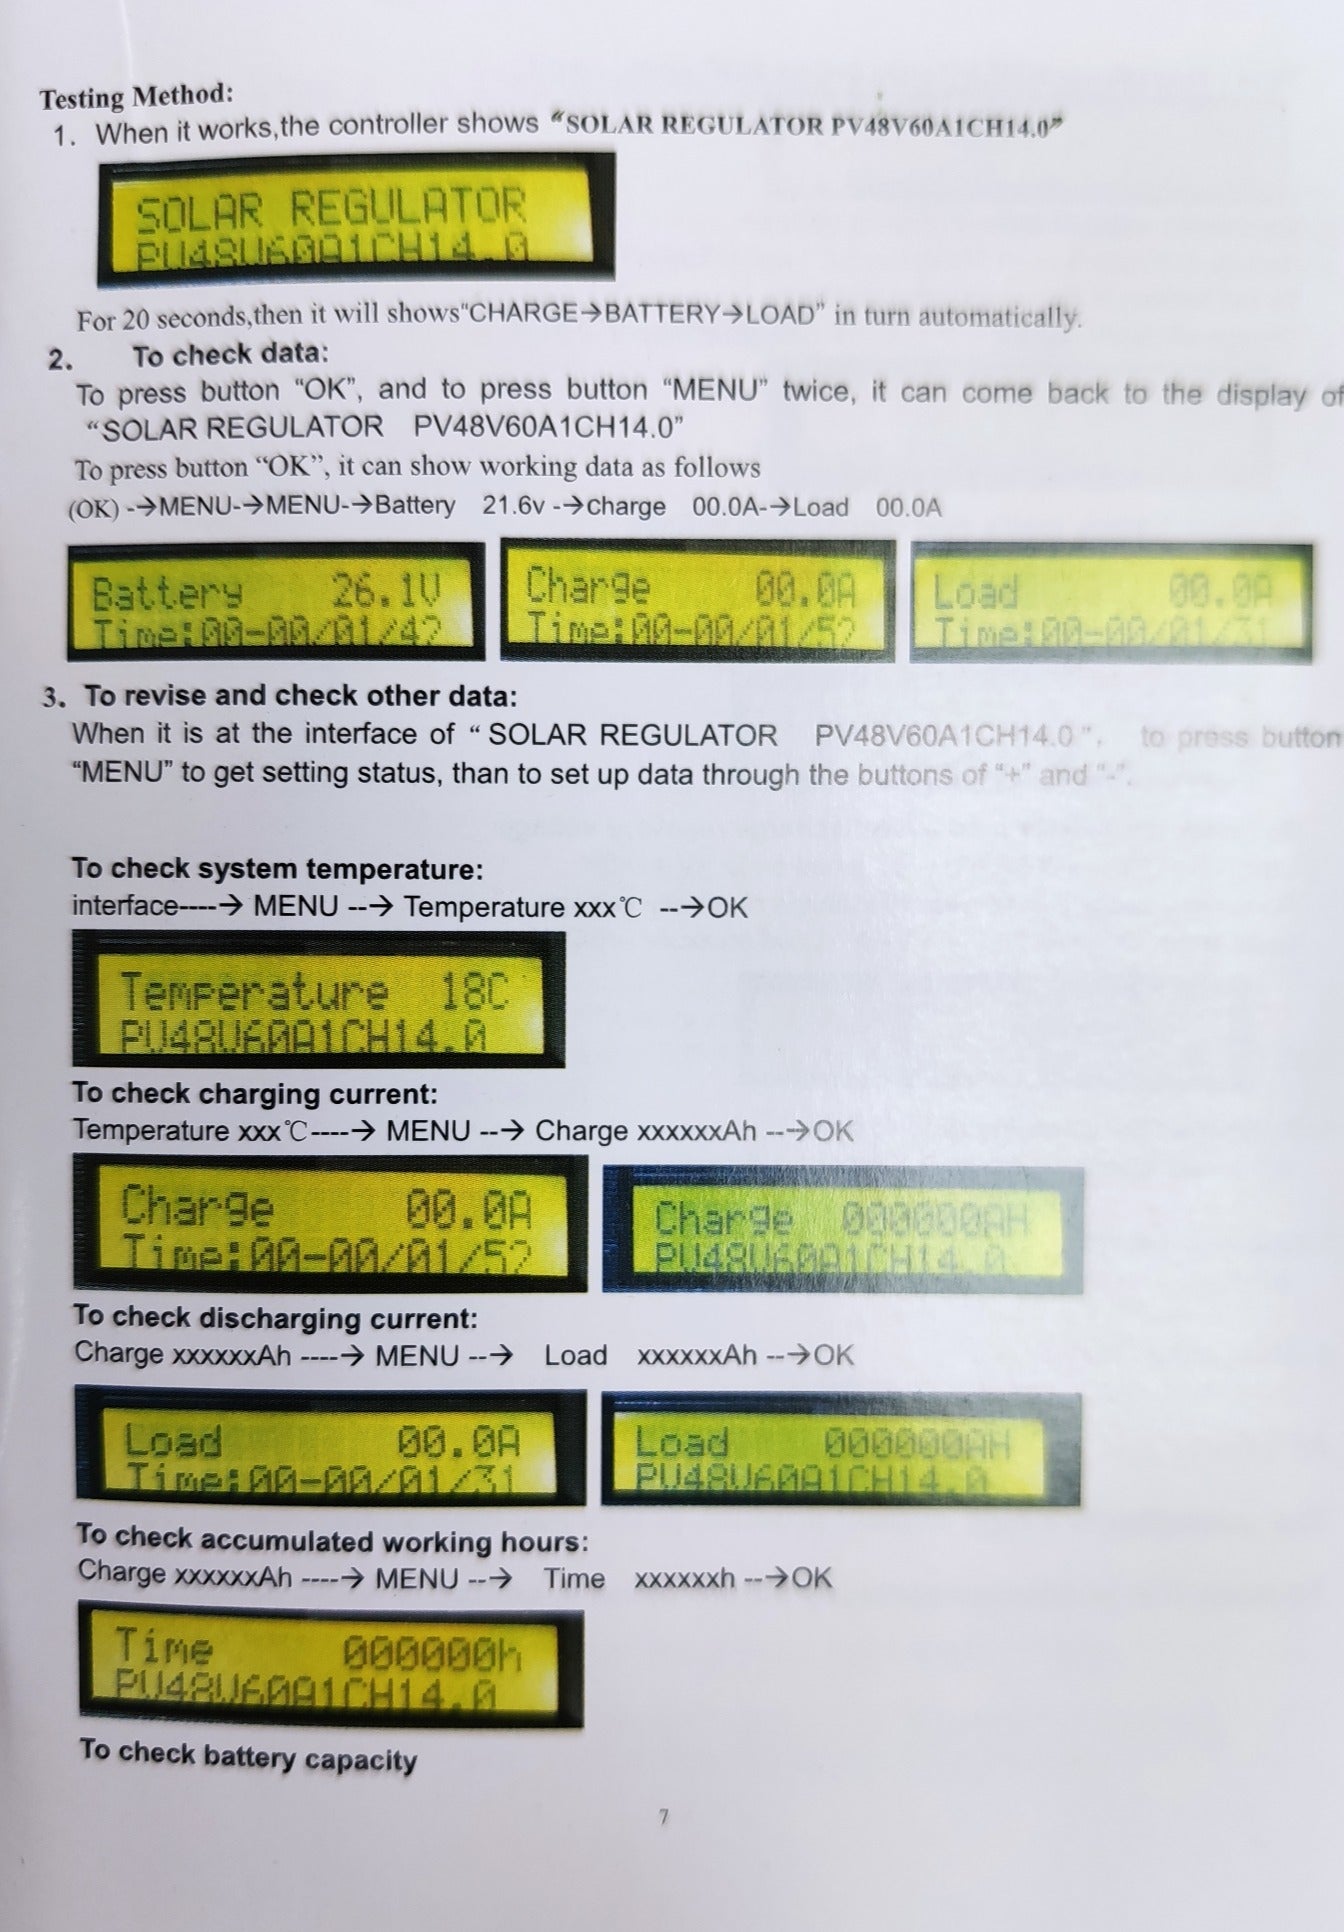 Testing Method:
1. When it works,the controller shows “SOLAR REGULATOR PV48V60A1CH14.0”
SOLAR REGULATOR
PV48V60A1CH14.0
For 20 seconds,then it will shows“CHARGE→BATTERY→LOAD” in turn automatically.
2. To check data:
To press button “OK”, and to press button “MENU” twice, it can come back to the display of
“SOLAR REGULATOR PV48V60A1CH14.0”
To press button “OK”, it can show working data as follows
(OK) -→MENU-→MENU-→Battery 21.6v -→charge 00.0A-→Load 00.0A
Battery 26.1V Charge 00.0A Load 00.0A
Time:00-00/01/42 Time:00-00/01/52 Time:00-00/01/31
3. To revise and check other data:
When it is at the interface of “ SOLAR REGULATOR PV48V60A1CH14.0 ”, to press button
“MENU” to get setting status, than to set up data through the buttons of “+” and “-”.
To check system temperature:
interface----→ MENU --→ Temperature xxx℃ --→OK
Temperature 18C
PV48V60A1CH14.0
To check charging current:
Temperature xxx℃----→ MENU --→ Charge xxxxxxAh --→OK
Charge 00.0A Charge 000000AH
Time:00-00/01/52 PV48V60A1CH14.0
To check discharging current:
Charge xxxxxxAh ----→ MENU --→ Load xxxxxxAh --→OK
Load 00.0A Load 000000AH
Time:00-00/01/31 PV48V60A1CH14.0
To check accumulated working hours:
Charge xxxxxxAh ----→ MENU --→ Time xxxxxxh --→OK
Time 000000h
PV48V60A1CH14.0
To check battery capacity
7